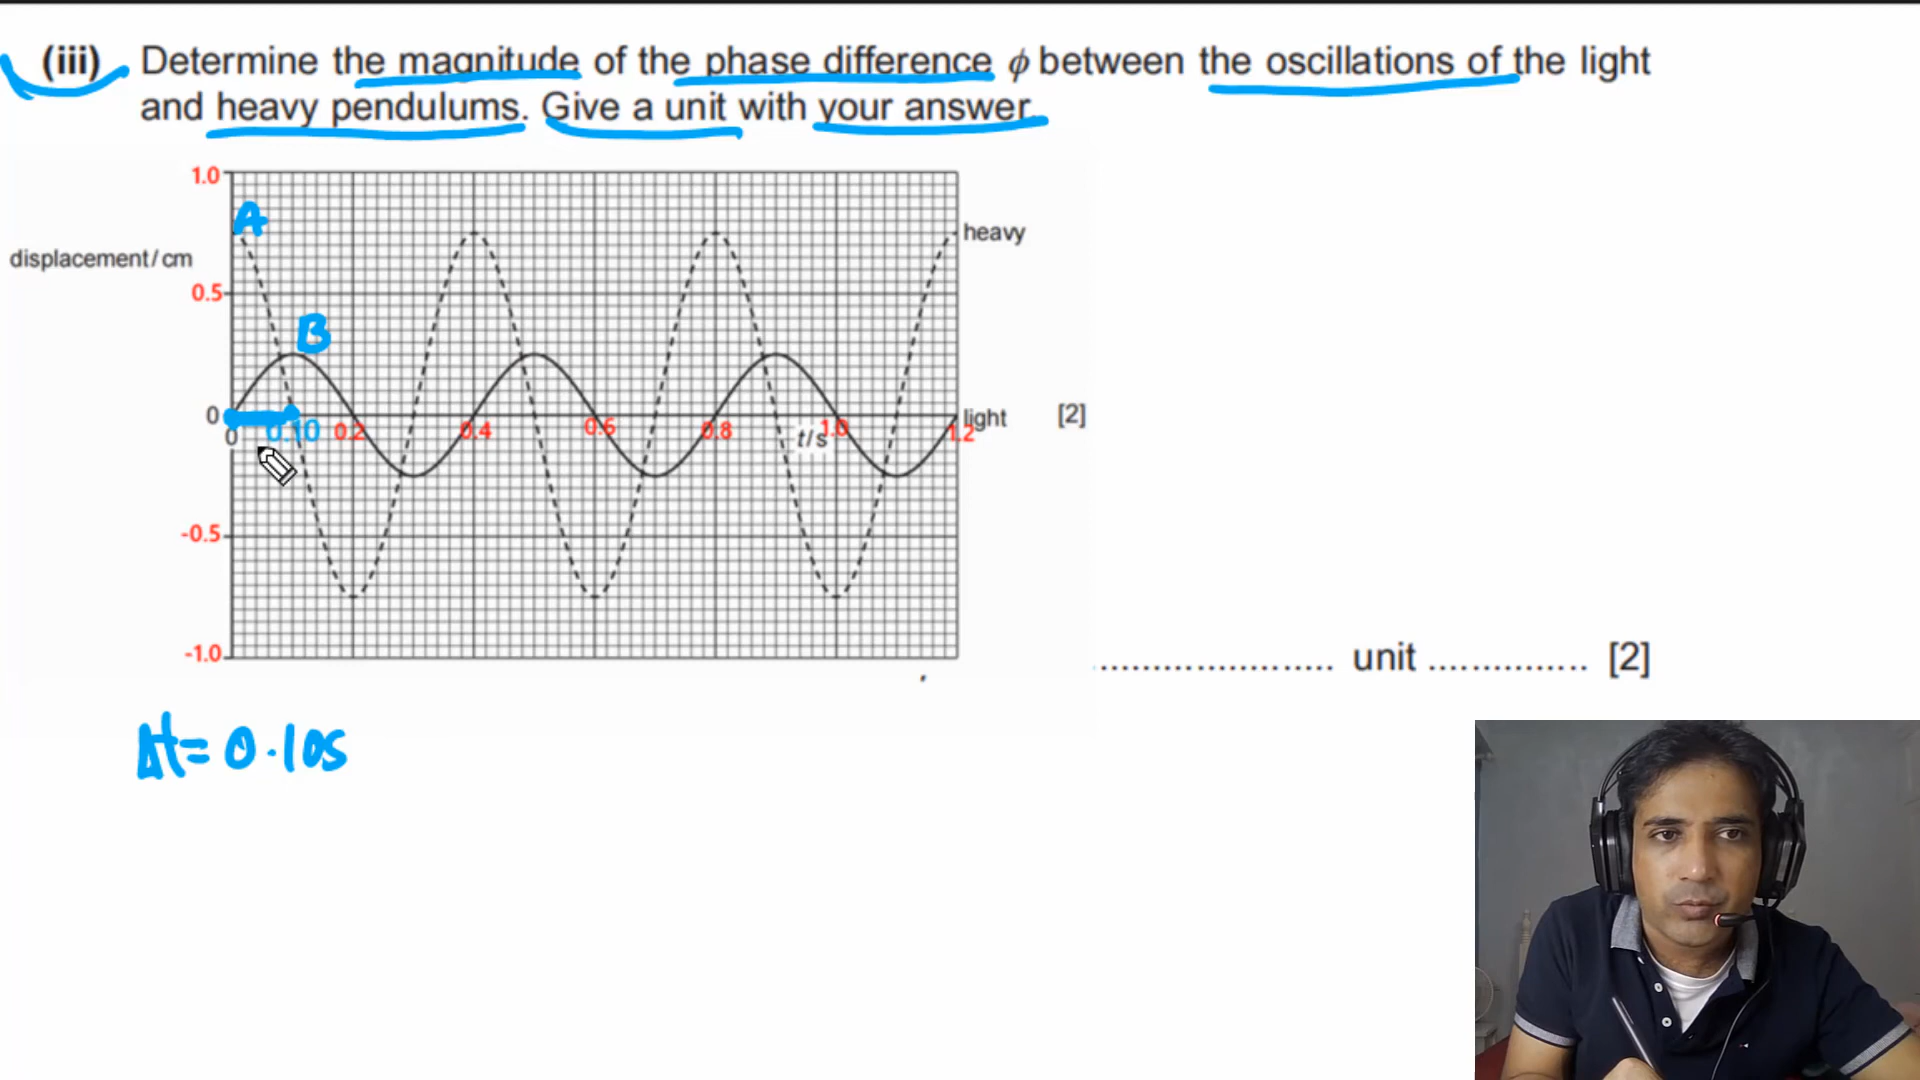 (iii) Determine the magnitude of the phase difference ϕ between the oscillations of the light
and heavy pendulums. Give a unit with your answer.
1.0
A
heavy
displacement/cm
0.5
B
0
light
[2]
0
0.10
0.2
0.4
0.6
0.8
t/s
1.0
1.2
-0.5
-1.0
........................ unit ............... [2]
Δt = 0.10s